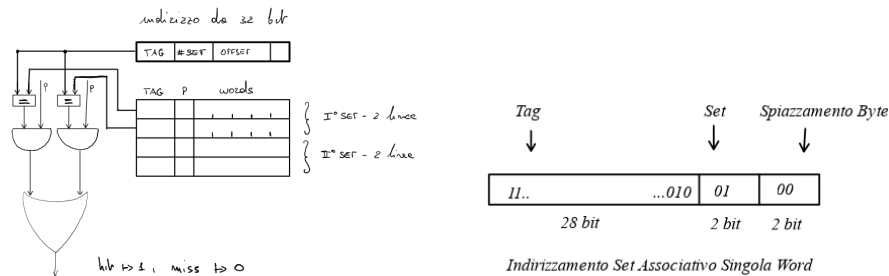 indirizzo da 32 bit
TAG #SET OFFSET
P P
TAG P words
= =
I° SET - 2 linee
II° SET - 2 linee
hit ↦ 1, miss ↦ 0
Tag Set Spiazzamento Byte
11.. ...010 01 00
28 bit 2 bit 2 bit
Indirizzamento Set Associativo Singola Word